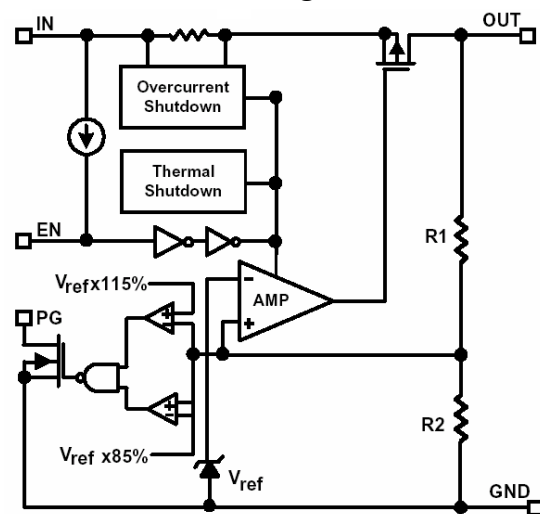 IN
OUT
Overcurrent
Shutdown
Thermal
Shutdown
EN
R1
Vrefx115%
AMP
PG
R2
Vref x85%
Vref
GND